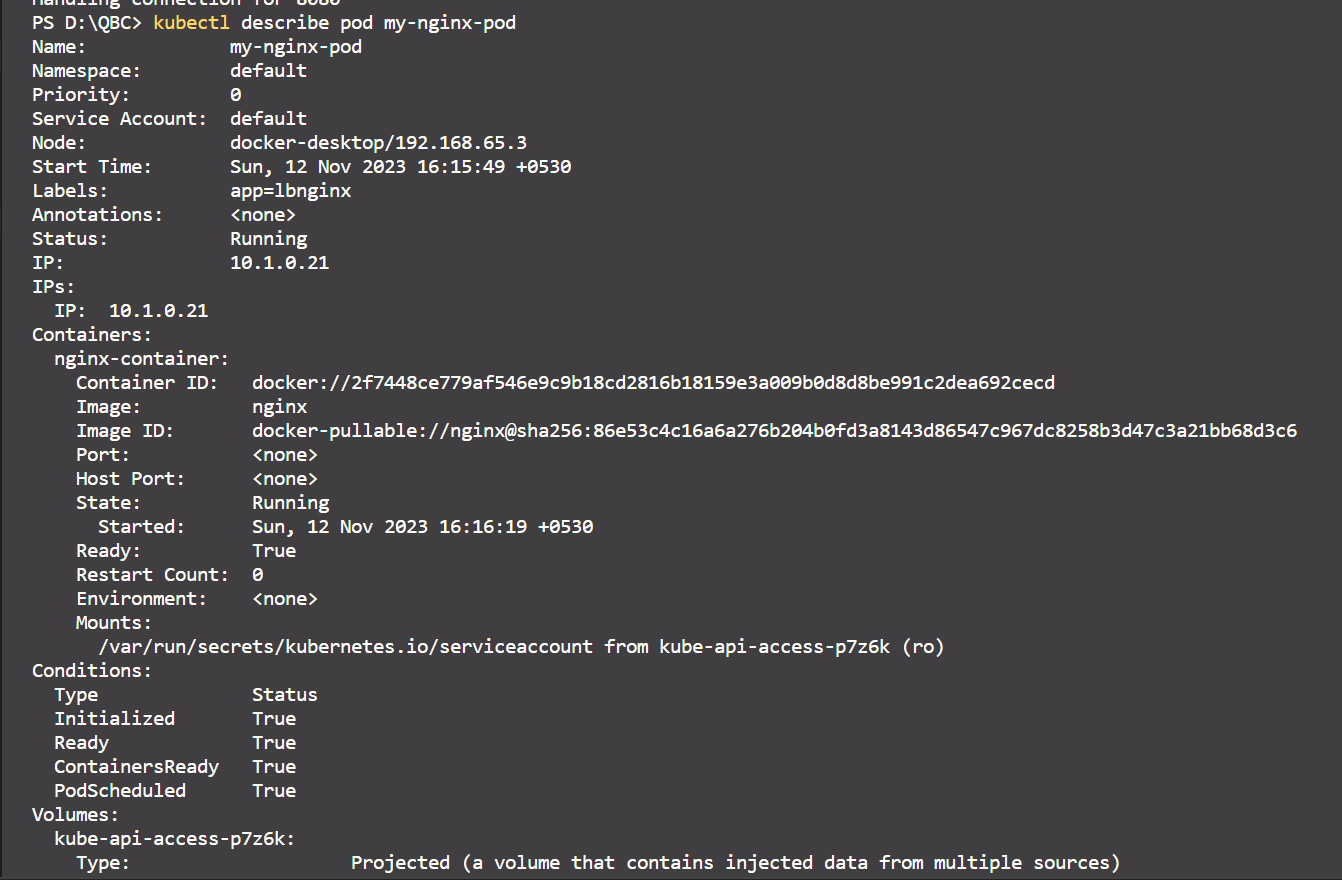 Handling connection for 8080
PS D:\QBC> kubectl describe pod my-nginx-pod
Name:             my-nginx-pod
Namespace:        default
Priority:         0
Service Account:  default
Node:             docker-desktop/192.168.65.3
Start Time:       Sun, 12 Nov 2023 16:15:49 +0530
Labels:           app=lbnginx
Annotations:      <none>
Status:           Running
IP:               10.1.0.21
IPs:
  IP:  10.1.0.21
Containers:
  nginx-container:
    Container ID:   docker://2f7448ce779af546e9c9b18cd2816b18159e3a009b0d8d8be991c2dea692cecd
    Image:          nginx
    Image ID:       docker-pullable://nginx@sha256:86e53c4c16a6a276b204b0fd3a8143d86547c967dc8258b3d47c3a21bb68d3c6
    Port:           <none>
    Host Port:      <none>
    State:          Running
      Started:      Sun, 12 Nov 2023 16:16:19 +0530
    Ready:          True
    Restart Count:  0
    Environment:    <none>
    Mounts:
      /var/run/secrets/kubernetes.io/serviceaccount from kube-api-access-p7z6k (ro)
Conditions:
  Type              Status
  Initialized       True
  Ready             True
  ContainersReady   True
  PodScheduled      True
Volumes:
  kube-api-access-p7z6k:
    Type:                    Projected (a volume that contains injected data from multiple sources)